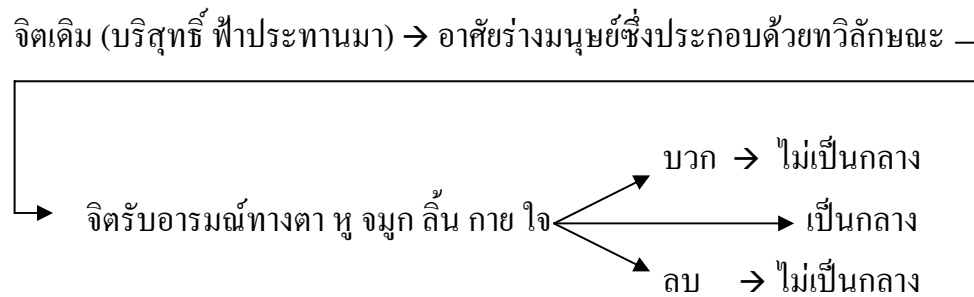 จิตเดิม (บริสุทธิ์ ฟ้าประทานมา) → อาศัยร่างมนุษย์ซึ่งประกอบด้วยทวิลักษณะ
บวก → ไม่เป็นกลาง
จิตรับอารมณ์ทางตา หู จมูก ลิ้น กาย ใจ เป็นกลาง
ลบ → ไม่เป็นกลาง